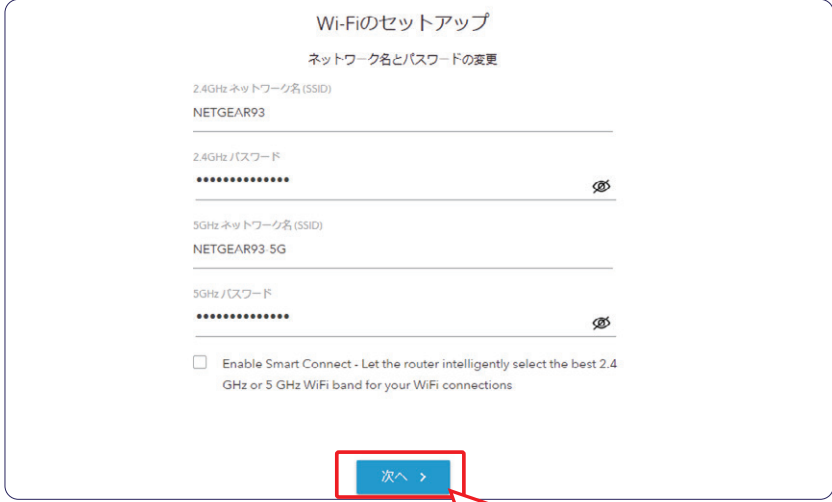 Wi-Fiのセットアップ
ネットワーク名とパスワードの変更
2.4GHz ネットワーク名 (SSID)
NETGEAR93
2.4GHz パスワード
••••••••••••••
5GHz ネットワーク名 (SSID)
NETGEAR93-5G
5GHz パスワード
••••••••••••••
Enable Smart Connect - Let the router intelligently select the best 2.4
GHz or 5 GHz WiFi band for your WiFi connections
次へ >